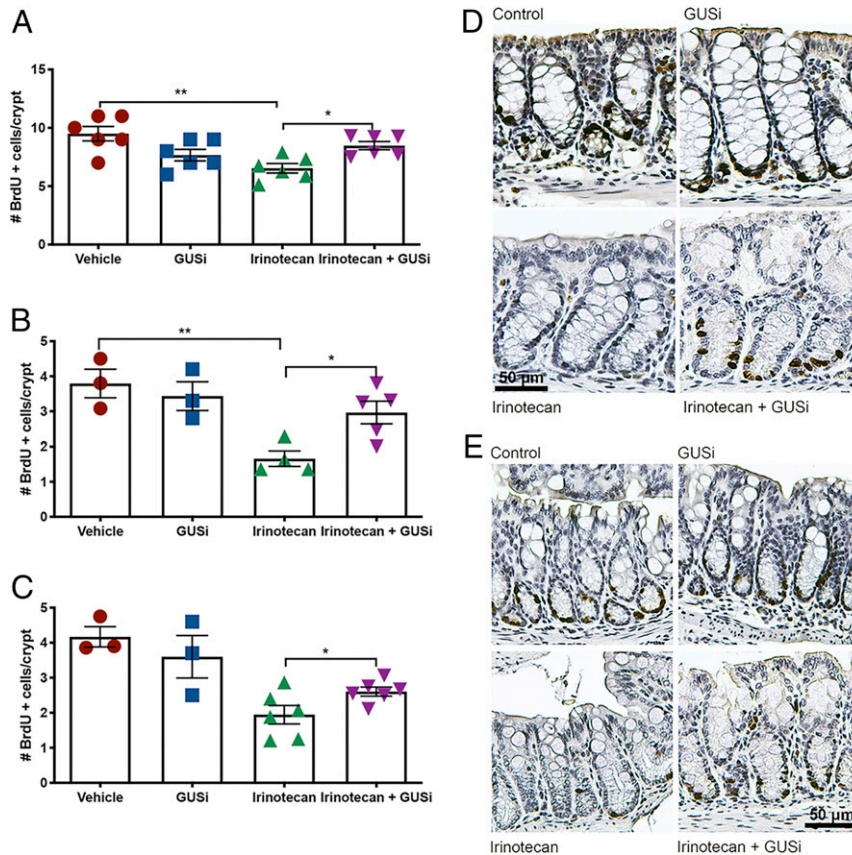 A
# BrdU + cells/crypt
15
10
5
0
**
*
Vehicle
GUSi
Irinotecan
Irinotecan + GUSi
B
# BrdU + cells/crypt
5
4
3
2
1
0
**
*
Vehicle
GUSi
Irinotecan
Irinotecan + GUSi
C
# BrdU + cells/crypt
5
4
3
2
1
0
*
Vehicle
GUSi
Irinotecan
Irinotecan + GUSi
D
Control
GUSi
50 µm
Irinotecan
Irinotecan + GUSi
E
Control
GUSi
50 µm
Irinotecan
Irinotecan + GUSi